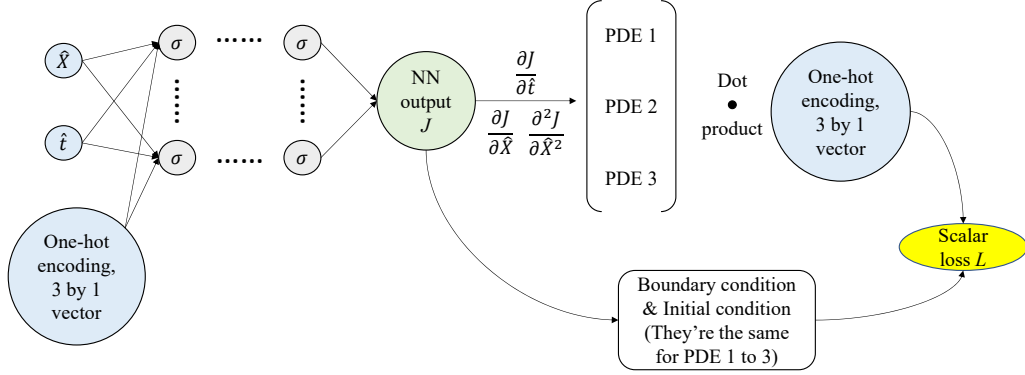 X̂
t̂
One-hot
encoding,
3 by 1
vector
σ
······
σ
σ
······
σ
NN
output
J
∂J/∂t̂
∂J/∂X̂ ∂²J/∂X̂²
PDE 1
PDE 2
PDE 3
Dot
•
product
One-hot
encoding,
3 by 1
vector
Scalar
loss L
Boundary condition
& Initial condition
(They're the same
for PDE 1 to 3)